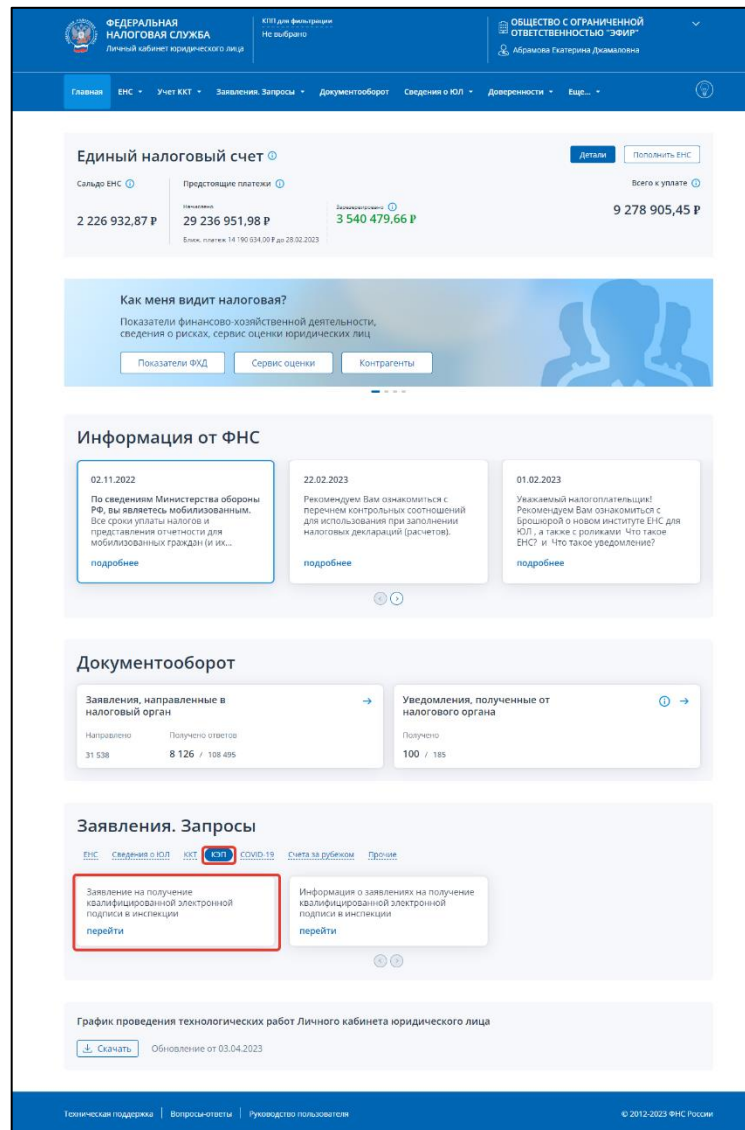 ФЕДЕРАЛЬНАЯ
НАЛОГОВАЯ СЛУЖБА
Личный кабинет юридического лица
КПП для фильтрации
Не выбрано
ОБЩЕСТВО С ОГРАНИЧЕННОЙ
ОТВЕТСТВЕННОСТЬЮ "ЭФИР"
Абрамова Екатерина Джамаловна
Главная ЕНС Учет ККТ Заявления. Запросы Документооборот Сведения о ЮЛ Доверенности Еще...
Единый налоговый счет
Детали
Пополнить ЕНС
Сальдо ЕНС
Предстоящие платежи
Всего к уплате
Начислено
Зарезервировано
2 226 932,87 ₽
29 236 951,98 ₽
3 540 479,66 ₽
9 278 905,45 ₽
Ближ. платеж 14 190 634,00 ₽ до 28.02.2023
Как меня видит налоговая?
Показатели финансово-хозяйственной деятельности,
сведения о рисках, сервис оценки юридических лиц
Показатели ФХД
Сервис оценки
Контрагенты
Информация от ФНС
02.11.2022
По сведениям Министерства обороны
РФ, вы являетесь мобилизованным.
Все сроки уплаты налогов и
представления отчетности для
мобилизованных граждан (и их...
подробнее
22.02.2023
Рекомендуем Вам ознакомиться с
перечнем контрольных соотношений
для использования при заполнении
налоговых деклараций (расчетов).
подробнее
01.02.2023
Уважаемый налогоплательщик!
Рекомендуем Вам ознакомиться с
Брошюрой о новом институте ЕНС для
ЮЛ , а также с роликами Что такое
ЕНС? и Что такое уведомление?
подробнее
Документооборот
Заявления, направленные в
налоговый орган
Направлено
Получено ответов
31 538
8 126 / 108 495
Уведомления, полученные от
налогового органа
Получено
100 / 185
Заявления. Запросы
ЕНС Сведения о ЮЛ ККТ КЭП COVID-19 Счета за рубежом Прочие
Заявление на получение
квалифицированной электронной
подписи в инспекции
перейти
Информация о заявлениях на получение
квалифицированной электронной
подписи в инспекции
перейти
График проведения технологических работ Личного кабинета юридического лица
Скачать
Обновление от 03.04.2023
Техническая поддержка | Вопросы-ответы | Руководство пользователя
© 2012-2023 ФНС России